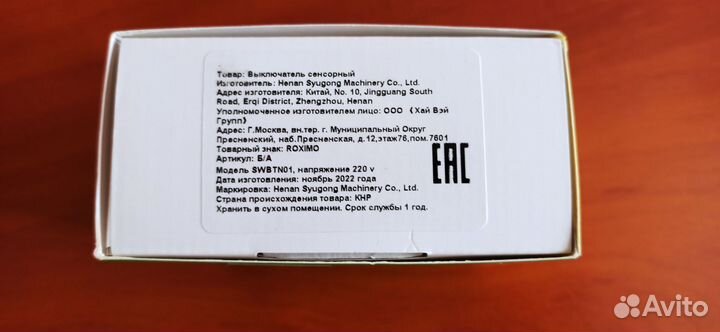 Товар: Выключатель сенсорный
Изготовитель: Henan Syugong Machinery Co., Ltd.
Адрес изготовителя: Китай, No. 10, Jingguang South
Road, Erqi District, Zhengzhou, Henan
Уполномоченное изготовителем лицо: ООО 《Хай Вэй
Групп》
Адрес: Г.Москва, вн.тер. г. Муниципальный Округ
Пресненский, наб.Пресненская, д.12,этаж76,пом.7601
Товарный знак: ROXIMO
Артикул: Б/А
Модель SWBTN01, напряжение 220 v
Дата изготовления: ноябрь 2022 года
Маркировка: Henan Syugong Machinery Co., Ltd.
Страна происхождения товара: КНР
Хранить в сухом помещении. Срок службы 1 год.
EAC
Avito